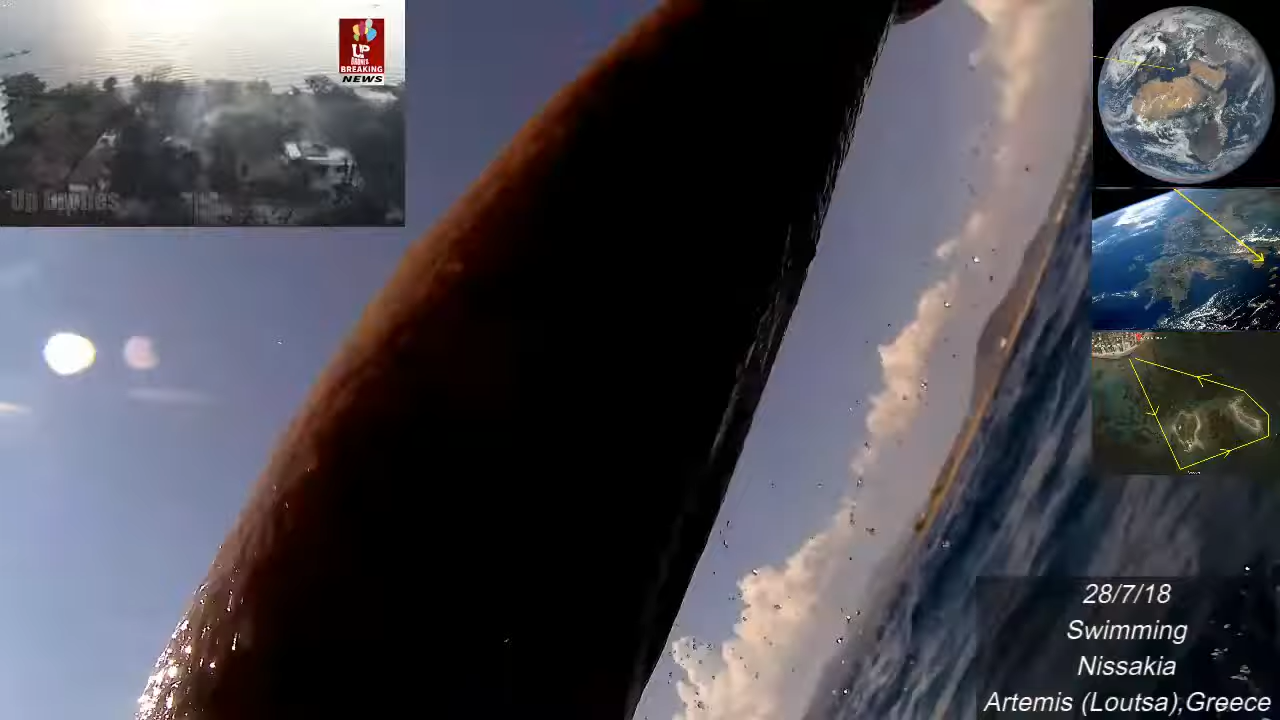 UP
BREAKING
NEWS
28/7/18
Swimming
Nissakia
Artemis (Loutsa),Greece